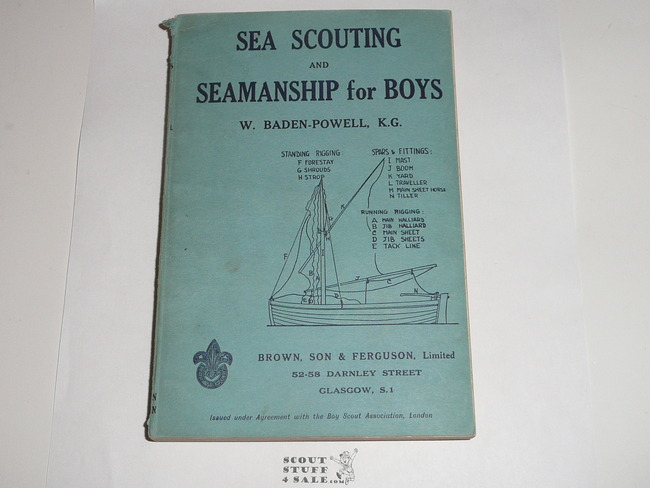 SEA SCOUTING
AND
SEAMANSHIP for BOYS
W. BADEN-POWELL, K.G.
STANDING RIGGING
F FORESTAY
G SHROUDS
H STROP
SPARS & FITTINGS:
I MAST
J BOOM
K YARD
L TRAVELLER
M MAIN SHEET HORSE
N TILLER
RUNNING RIGGING:
A MAIN HALLIARD
B JIB HALLIARD
C MAIN SHEET
D JIB SHEETS
E TACK LINE
BROWN, SON & FERGUSON, Limited
52-58 DARNLEY STREET
GLASGOW, S.1
Issued under Agreement with the Boy Scout Association, London
SCOUT
STUFF
4 SALE.COM